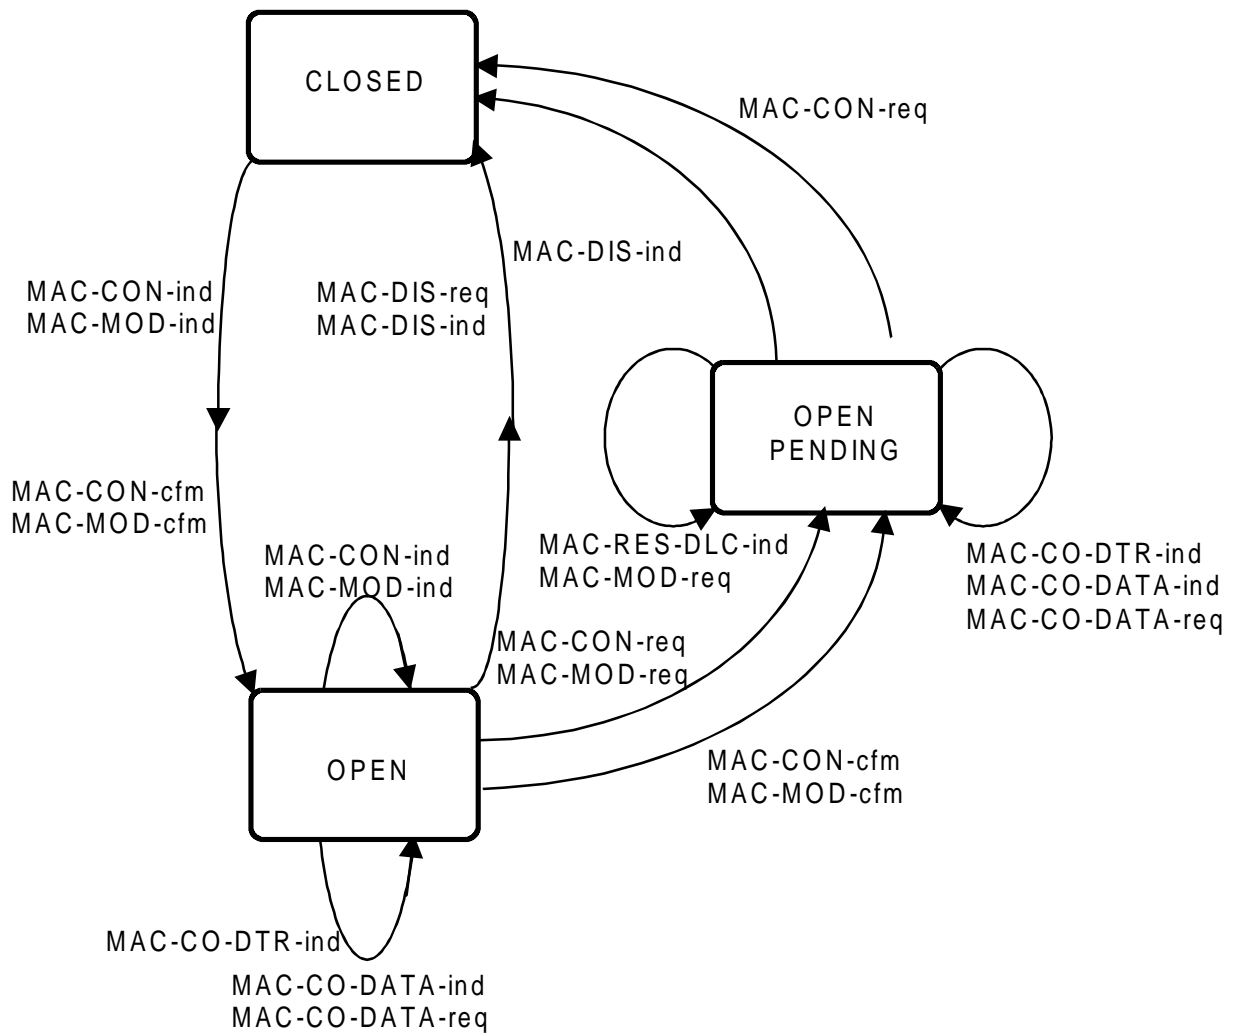 CLOSED
MAC-CON-req
MAC-DIS-ind
MAC-CON-ind
MAC-MOD-ind
MAC-DIS-req
MAC-DIS-ind
OPEN
PENDING
MAC-CON-cfm
MAC-MOD-cfm
MAC-CON-ind
MAC-MOD-ind
MAC-RES-DLC-ind
MAC-MOD-req
MAC-CO-DTR-ind
MAC-CO-DATA-ind
MAC-CO-DATA-req
MAC-CON-req
MAC-MOD-req
OPEN
MAC-CON-cfm
MAC-MOD-cfm
MAC-CO-DTR-ind
MAC-CO-DATA-ind
MAC-CO-DATA-req